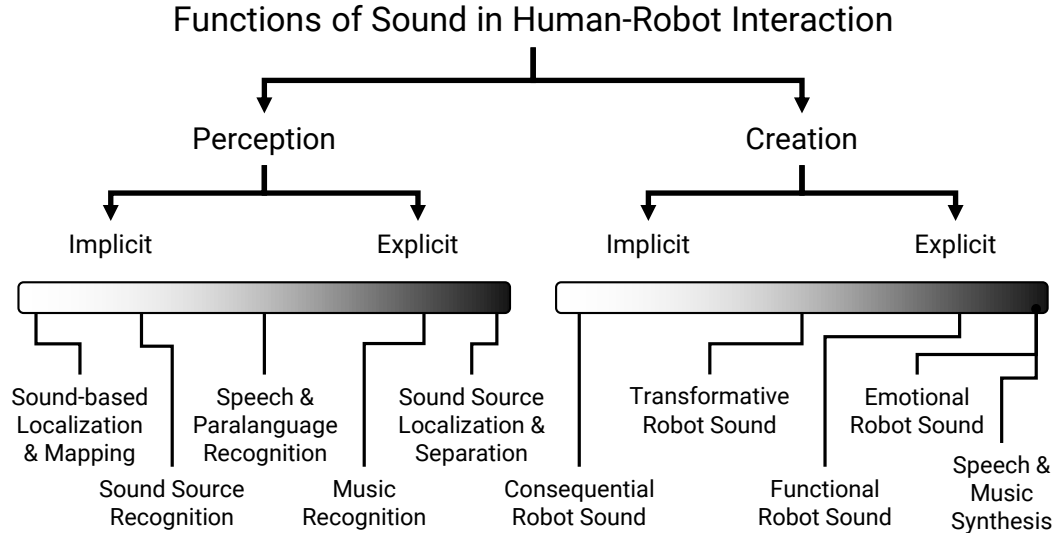 Functions of Sound in Human-Robot Interaction
Perception
Creation
Implicit
Explicit
Implicit
Explicit
Sound-based
Localization
& Mapping
Sound Source
Recognition
Speech &
Paralanguage
Recognition
Music
Recognition
Sound Source
Localization &
Separation
Consequential
Robot Sound
Transformative
Robot Sound
Functional
Robot Sound
Emotional
Robot Sound
Speech &
Music
Synthesis